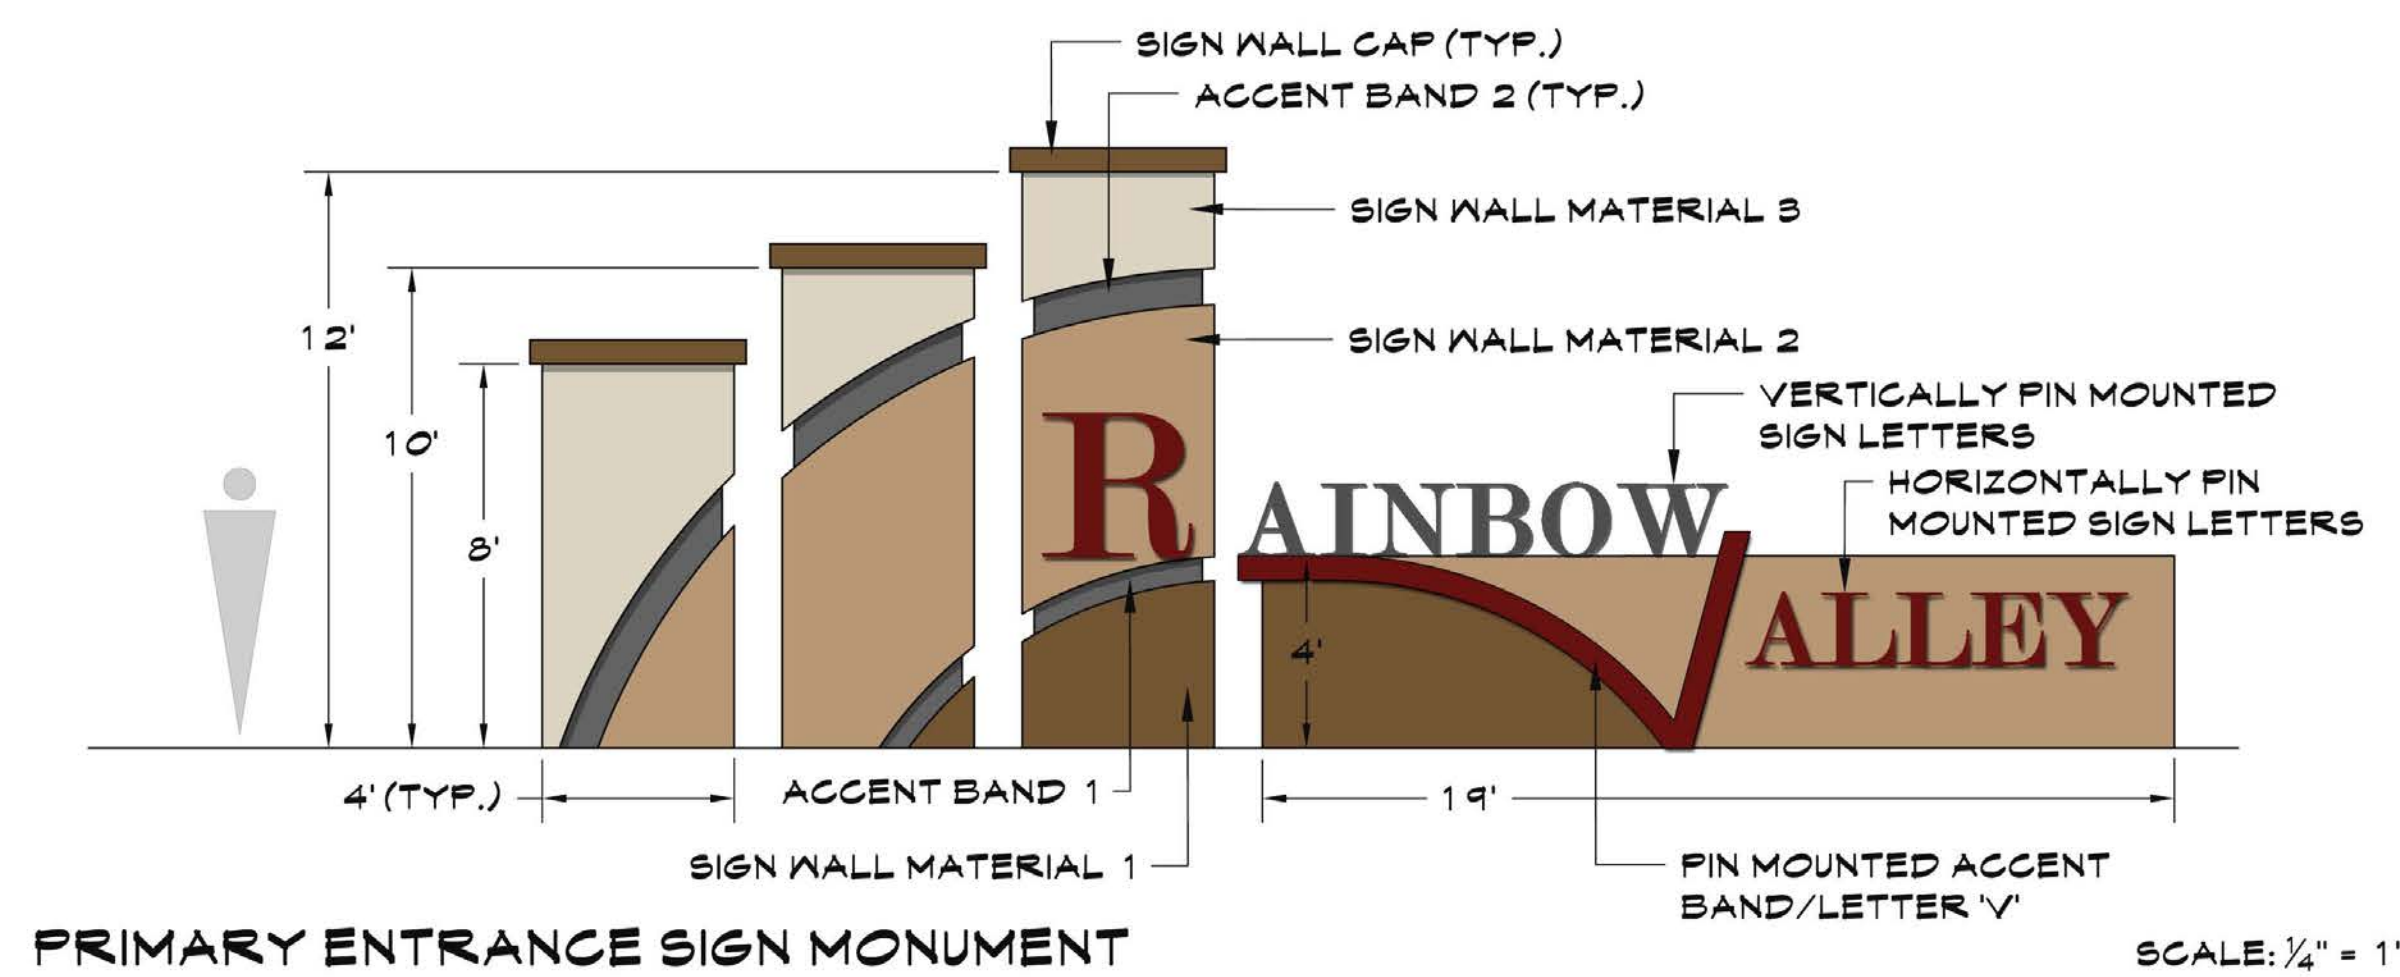 SIGN WALL CAP (TYP.)
ACCENT BAND 2 (TYP.)
SIGN WALL MATERIAL 3
12'
SIGN WALL MATERIAL 2
VERTICALLY PIN MOUNTED
SIGN LETTERS
10'
HORIZONTALLY PIN
MOUNTED SIGN LETTERS
8'
RAINBOW
VALLEY
4'
4' (TYP.)
ACCENT BAND 1
19'
SIGN WALL MATERIAL 1
PIN MOUNTED ACCENT
BAND/LETTER 'V'
PRIMARY ENTRANCE SIGN MONUMENT
SCALE: ¼" = 1'